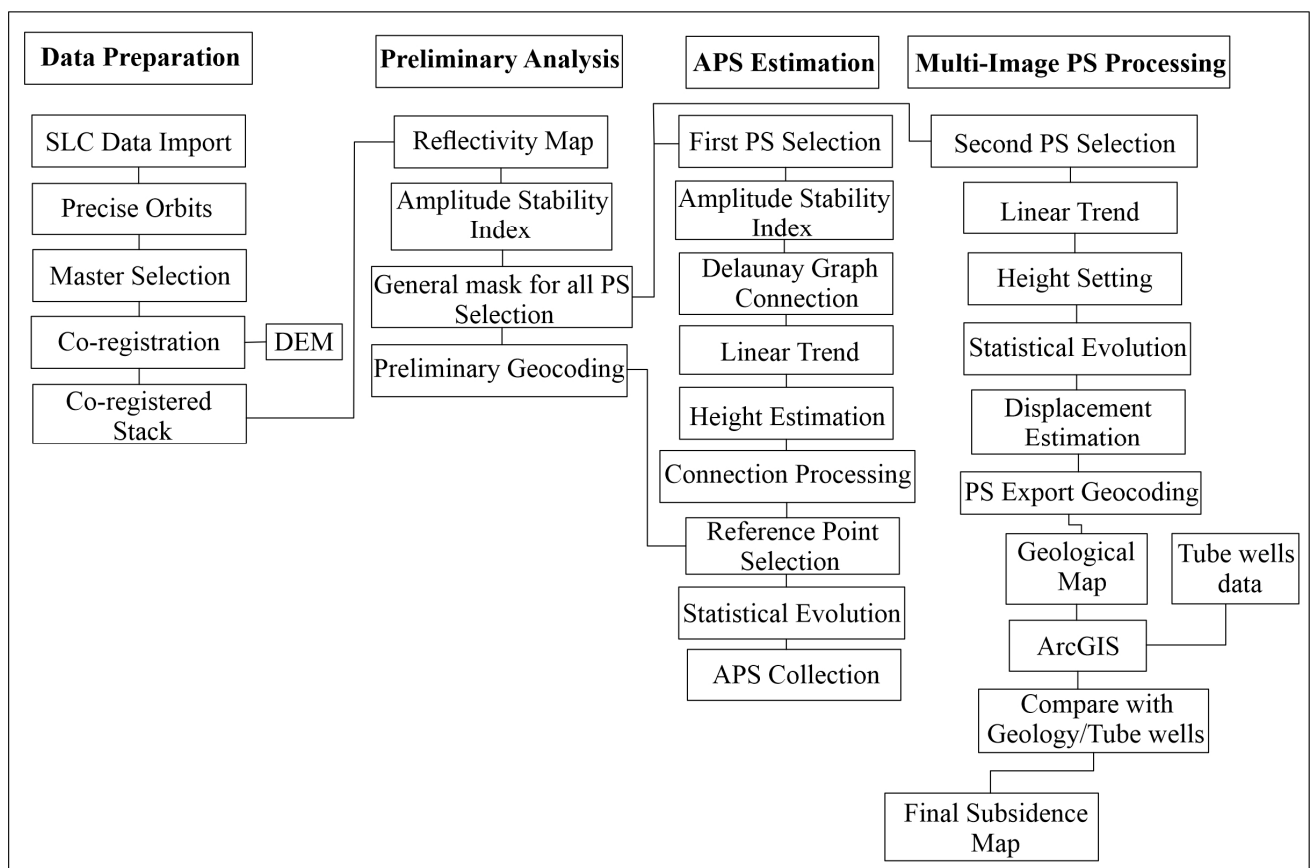 Data Preparation
SLC Data Import
Precise Orbits
Master Selection
Co-registration
DEM
Co-registered
Stack
Preliminary Analysis
Reflectivity Map
Amplitude Stability
Index
General mask for all PS
Selection
Preliminary Geocoding
APS Estimation
First PS Selection
Amplitude Stability
Index
Delaunay Graph
Connection
Linear Trend
Height Estimation
Connection Processing
Reference Point
Selection
Statistical Evolution
APS Collection
Multi-Image PS Processing
Second PS Selection
Linear Trend
Height Setting
Statistical Evolution
Displacement
Estimation
PS Export Geocoding
Geological
Map
Tube wells
data
ArcGIS
Compare with
Geology/Tube wells
Final Subsidence
Map